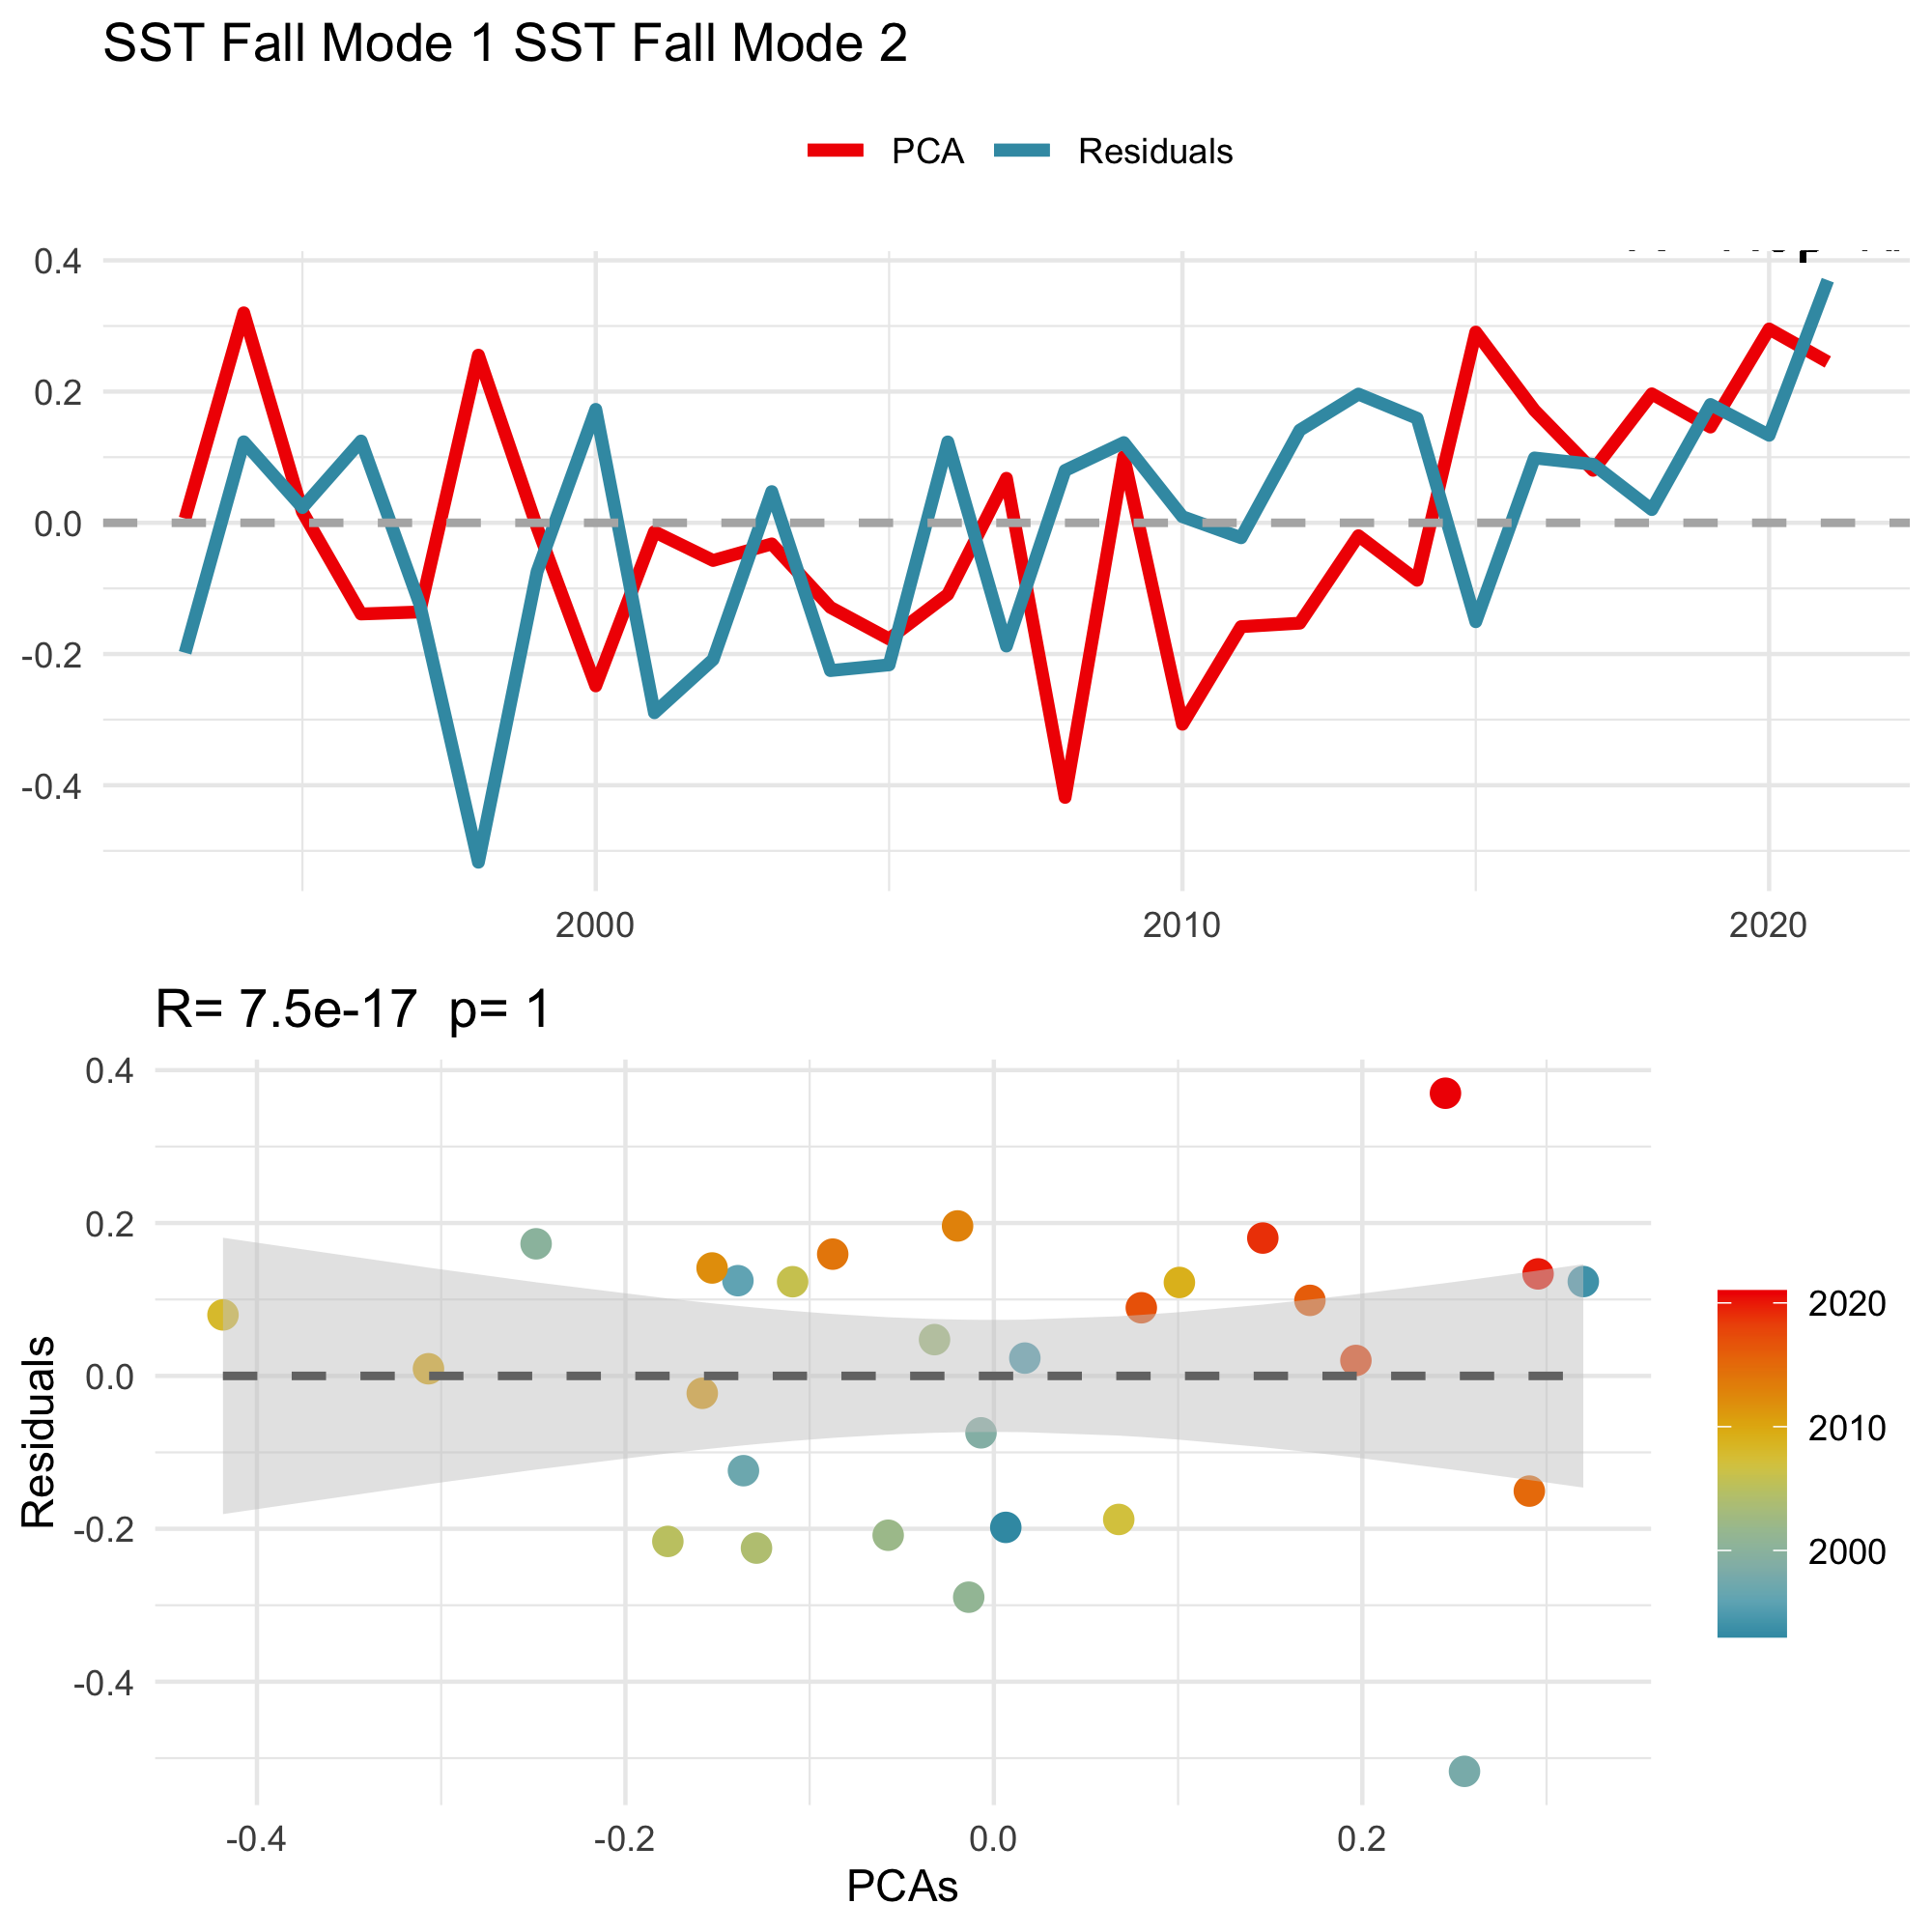 SST Fall Mode 1 SST Fall Mode 2
PCA Residuals
0.4
0.2
0.0
-0.2
-0.4
2000 2010 2020
R= 7.5e-17 p= 1
Residuals
0.4
0.2
0.0
-0.2
-0.4
-0.4 -0.2 0.0 0.2
PCAs
2020
2010
2000